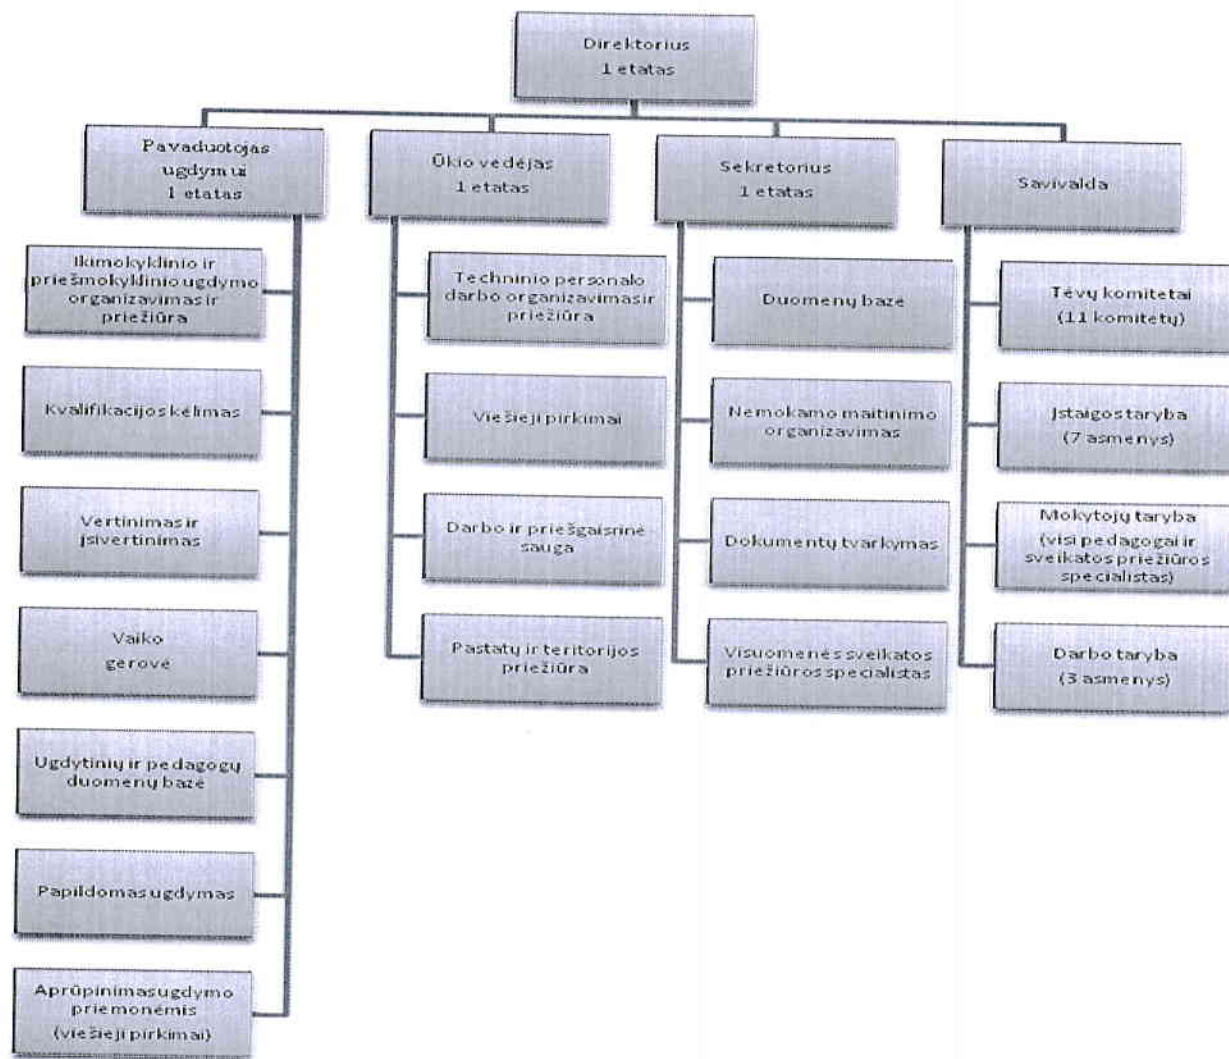 Direktorius
1 etatas
Pavaduotojas
ugdymui
1 etatas
Ūkio vedėjas
1 etatas
Sekretorius
1 etatas
Savivalda
Ikimokyklinio ir
priešmokyklinio ugdymo
organizavimas ir
priežiūra
Kvalifikacijos kėlimas
Vertinimas ir
įsivertinimas
Vaiko
gerovė
Ugdytinių ir pedagogų
duomenų bazė
Papildomas ugdymas
Aprūpinimas ugdymo
priemonėmis
(viešieji pirkimai)
Techninio personalo
darbo organizavimas ir
priežiūra
Viešieji pirkimai
Darbo ir priešgaisrinė
sauga
Pastatų ir teritorijos
priežiūra
Duomenų bazė
Nemokamo maitinimo
organizavimas
Dokumentų tvarkymas
Visuomenės sveikatos
priežiūros specialistas
Tėvų komitetai
(11 komitetų)
Įstaigos taryba
(7 asmenys)
Mokytojų taryba
(visi pedagogai ir
sveikatos priežiūros
specialistas)
Darbo taryba
(3 asmenys)